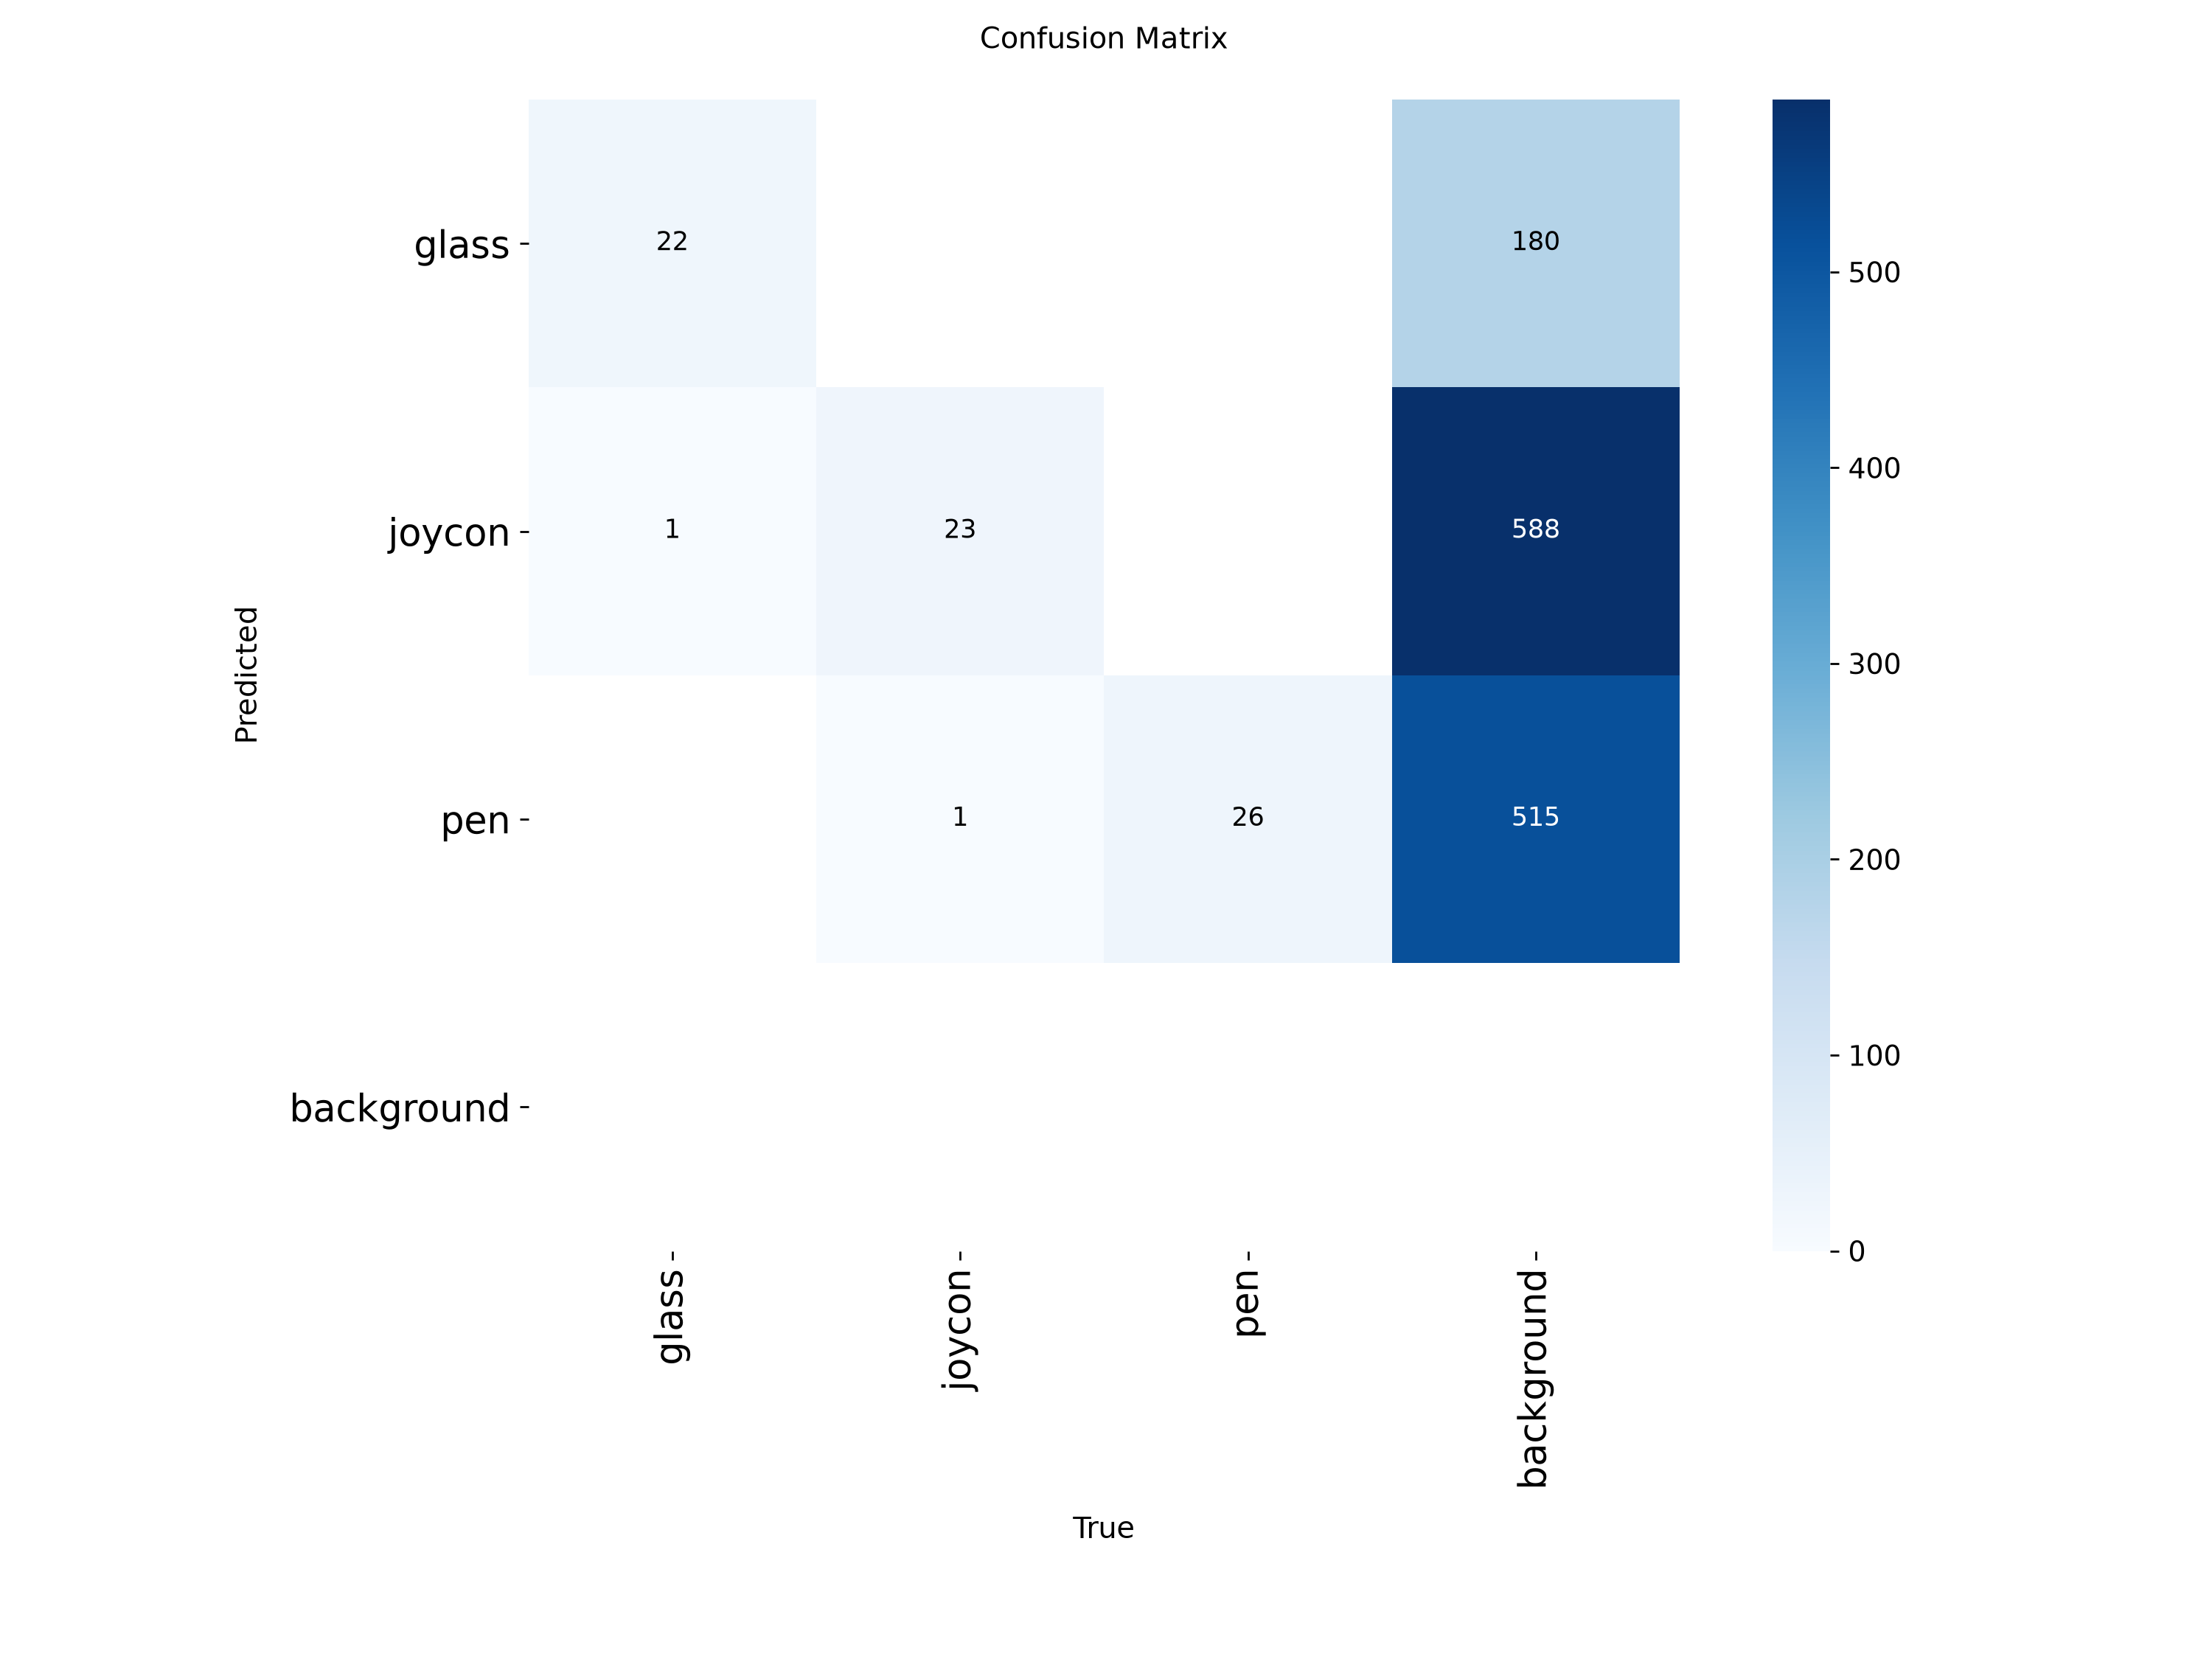 Confusion Matrix
glass
22
180
joycon
1
23
588
pen
1
26
515
background
Predicted
glass
joycon
pen
background
True
500
400
300
200
100
0